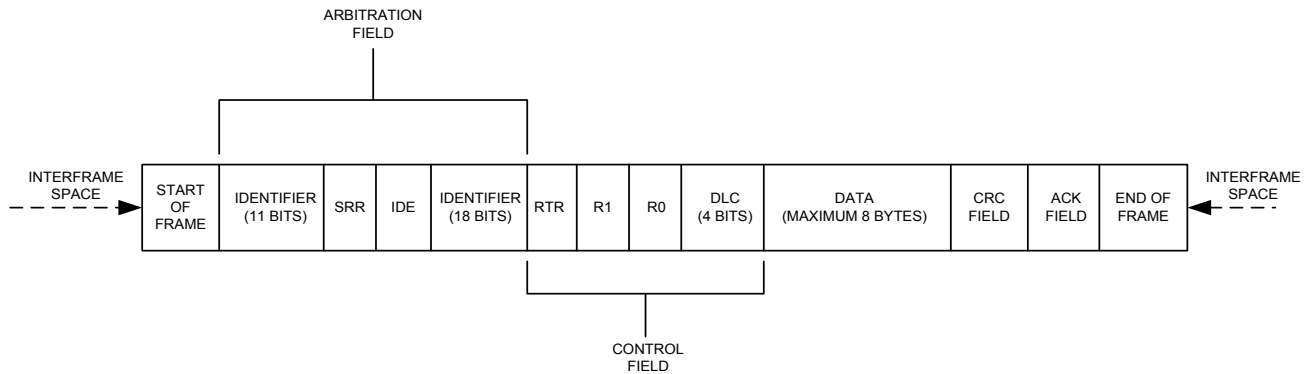 ARBITRATION
FIELD
INTERFRAME
SPACE
START
OF
FRAME
IDENTIFIER
(11 BITS)
SRR
IDE
IDENTIFIER
(18 BITS)
RTR
R1
R0
DLC
(4 BITS)
DATA
(MAXIMUM 8 BYTES)
CRC
FIELD
ACK
FIELD
END OF
FRAME
INTERFRAME
SPACE
CONTROL
FIELD